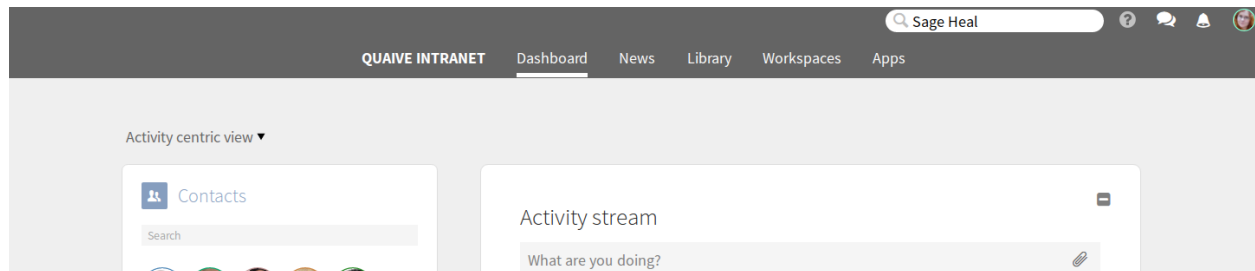 Sage Heal
QUAIVE INTRANET Dashboard News Library Workspaces Apps
Activity centric view
Contacts
Search
Activity stream
What are you doing?